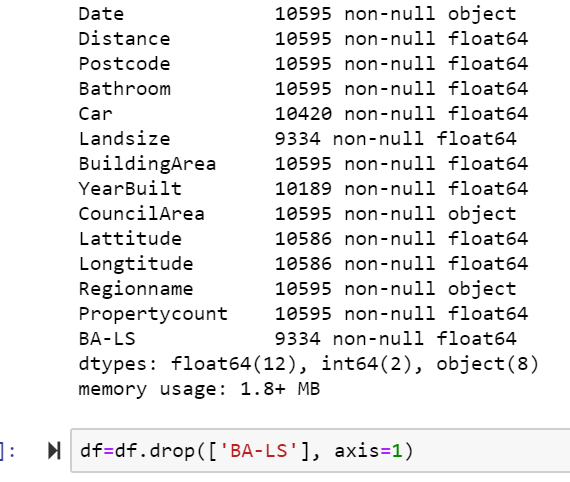 Date 10595 non-null object
Distance 10595 non-null float64
Postcode 10595 non-null float64
Bathroom 10595 non-null float64
Car 10420 non-null float64
Landsize 9334 non-null float64
BuildingArea 10595 non-null float64
YearBuilt 10189 non-null float64
CouncilArea 10595 non-null object
Lattitude 10586 non-null float64
Longtitude 10586 non-null float64
Regionname 10595 non-null object
Propertycount 10595 non-null float64
BA-LS 9334 non-null float64
dtypes: float64(12), int64(2), object(8)
memory usage: 1.8+ MB
]: df=df.drop(['BA-LS'], axis=1)